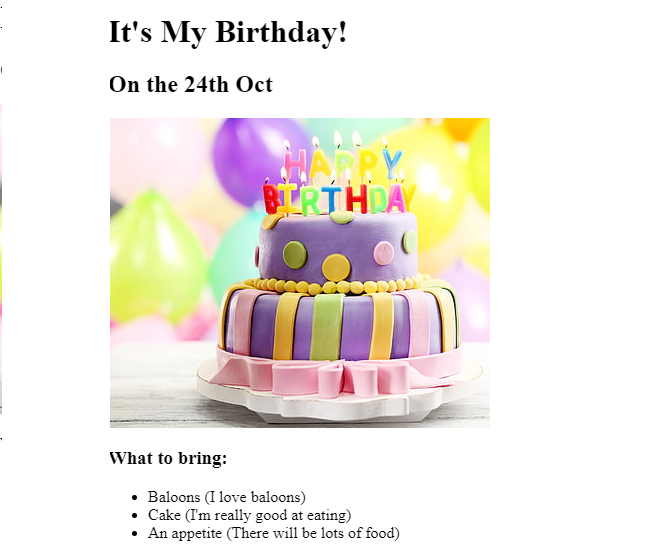 It's My Birthday!
On the 24th Oct
HAPPY
BIRTHDAY
What to bring:
Baloons (I love baloons)
Cake (I'm really good at eating)
An appetite (There will be lots of food)